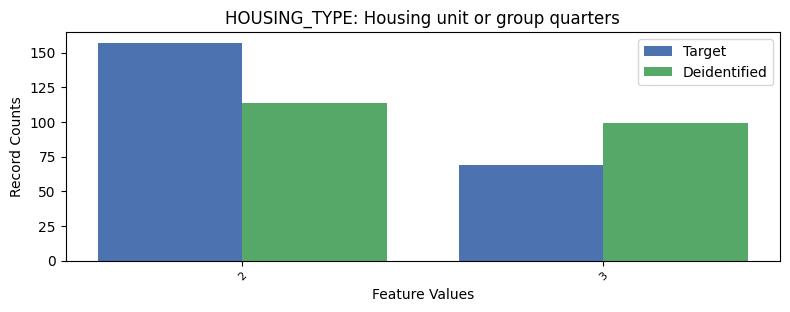 HOUSING_TYPE: Housing unit or group quarters
Target
Deidentified
Record Counts
150
125
100
75
50
25
0
2
3
Feature Values